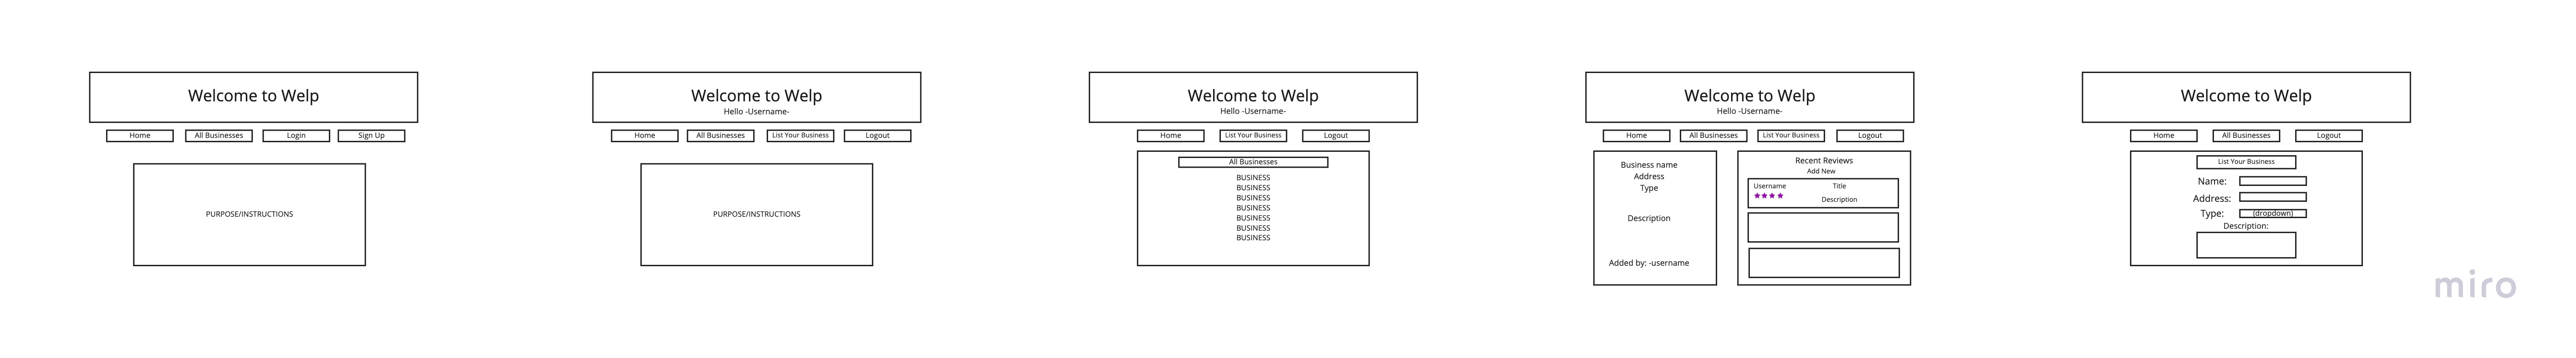 Welcome to Welp
Home
All Businesses
Login
Sign Up
PURPOSE/INSTRUCTIONS
Welcome to Welp
Hello -Username-
Home
All Businesses
List Your Business
Logout
PURPOSE/INSTRUCTIONS
Welcome to Welp
Hello -Username-
Home
List Your Business
Logout
All Businesses
BUSINESS
BUSINESS
BUSINESS
BUSINESS
BUSINESS
BUSINESS
BUSINESS
Welcome to Welp
Hello -Username-
Home
All Businesses
List Your Business
Logout
Business name
Address
Type
Description
Added by: -username
Recent Reviews
Add New
Username
Title
Description
Welcome to Welp
Home
All Businesses
Logout
List Your Business
Name:
Address:
Type:
(dropdown)
Description:
miro